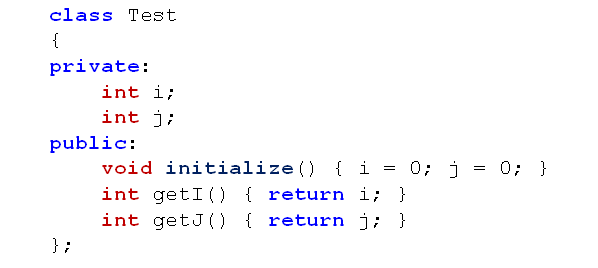 class Test
{
private:
    int i;
    int j;
public:
    void initialize() { i = 0; j = 0; }
    int getI() { return i; }
    int getJ() { return j; }
};